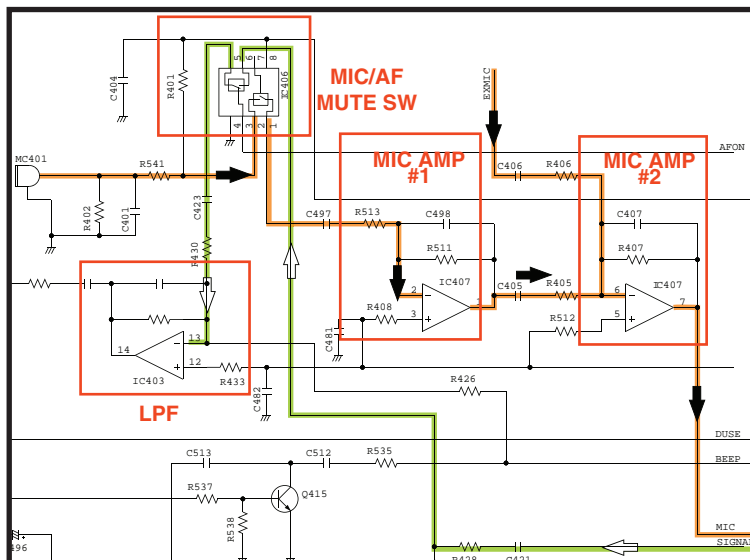 MIC/AF
MUTE SW
5
6
7
8
IC406
4
3
2
1
C404
R401
EXMIC
AFON
MIC AMP
#1
MIC AMP
#2
MC401
R541
R402
C401
C423
R430
C406
R406
C497
R513
C498
R511
IC407
2
3
1
R408
C481
C405
R405
C407
R407
IC407
6
5
7
R512
13
12
14
IC403
R433
C482
LPF
R426
DUSE
BEEP
C513
C512
R535
R537
Q415
R538
MIC
496
R428
C421